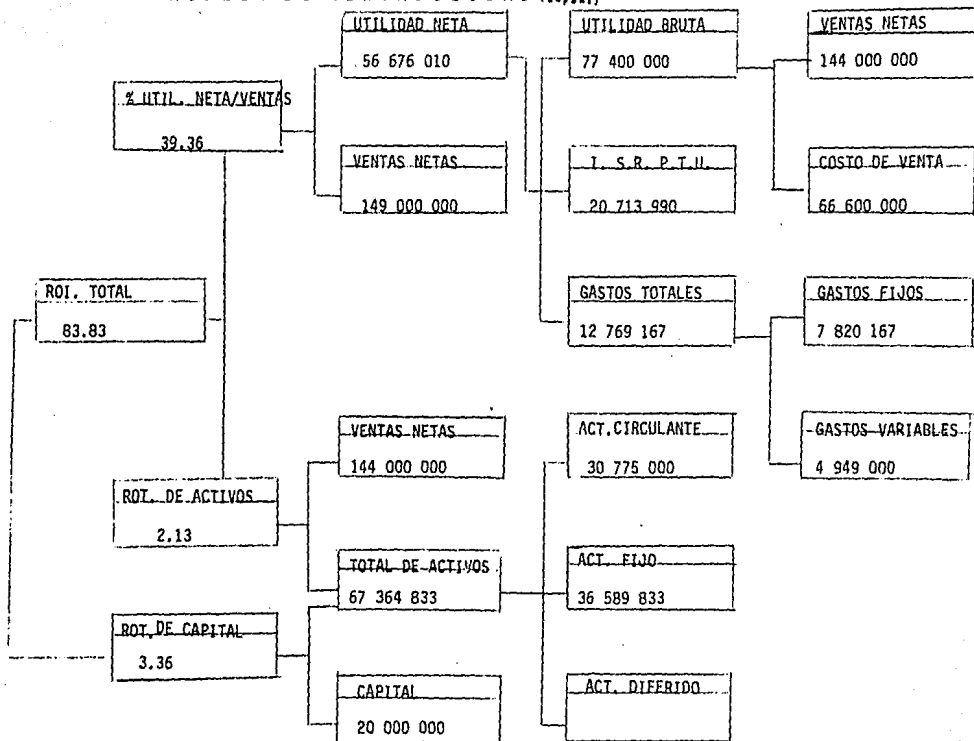 UTILIDAD NETA
56 676 010
UTILIDAD BRUTA
77 400 000
VENTAS NETAS
144 000 000
% UTIL. NETA/VENTAS
39.36
VENTAS NETAS
149 000 000
I. S.R. P.T.U.
20 713 990
COSTO DE VENTA
66 600 000
ROI. TOTAL
83.83
GASTOS TOTALES
12 769 167
GASTOS FIJOS
7 820 167
VENTAS NETAS
144 000 000
ACT.CIRCULANTE
30 775 000
GASTOS VARIABLES
4 949 000
ROT. DE ACTIVOS
2.13
TOTAL DE ACTIVOS
67 364 833
ACT. FIJO
36 589 833
ROT. DE CAPITAL
3.36
CAPITAL
20 000 000
ACT. DIFERIDO